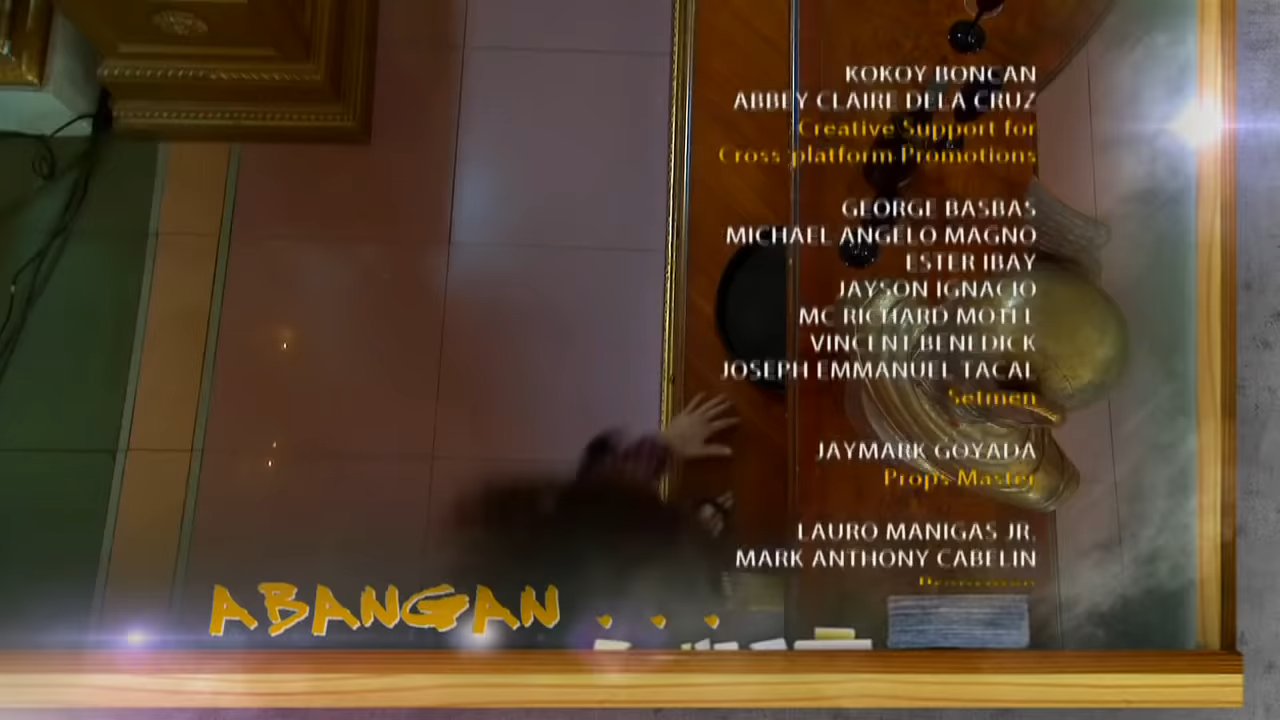 KOKOY BONCAN
ABBEY CLAIRE DELA CRUZ
Creative Support for
Cross-platform Promotions
GEORGE BASBAS
MICHAEL ANGELO MAGNO
ESTER IBAY
JAYSON IGNACIO
MC RICHARD
VINCENT BENEDICK
JOSEPH EMMANUEL
Setmen
JAYMARK GOYADA
Props Master
LAURO MANIGAS JR.
MARK ANTHONY CABELIN
ABANGAN . . .